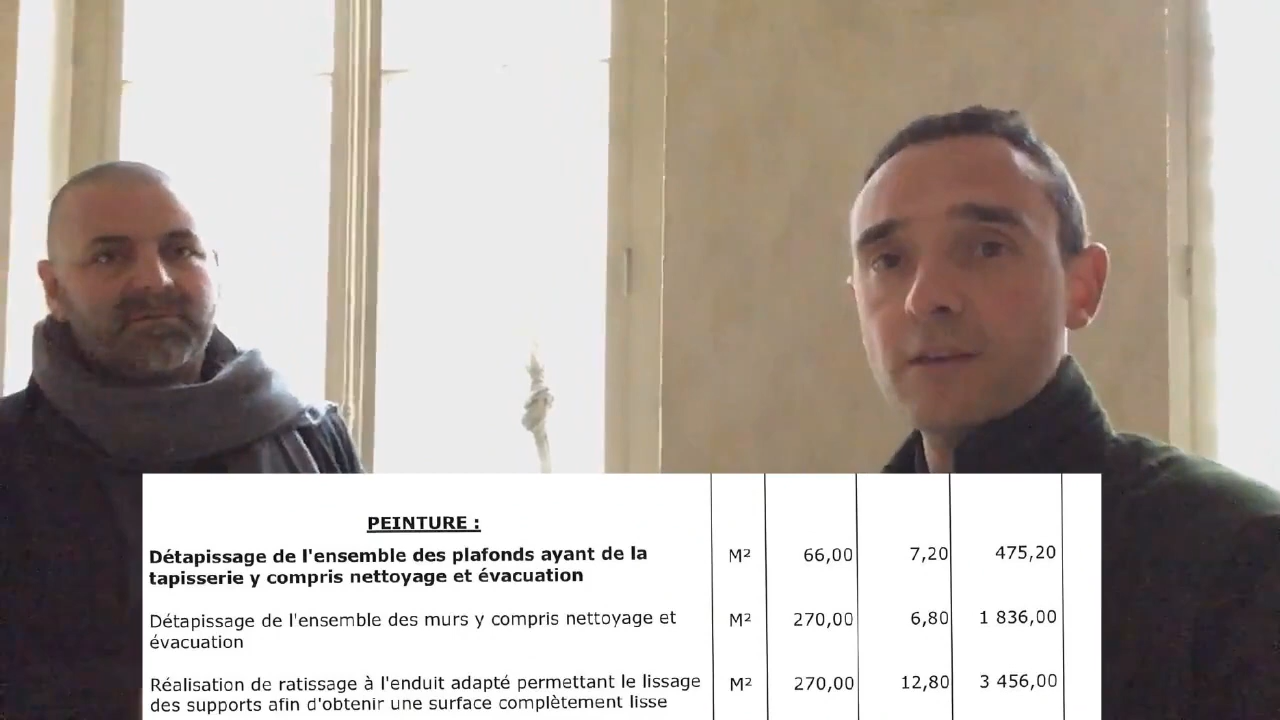 PEINTURE :
Détapissage de l'ensemble des plafonds ayant de la M² 66,00 7,20 475,20
tapisserie y compris nettoyage et évacuation
Détapissage de l'ensemble des murs y compris nettoyage et M² 270,00 6,80 1 836,00
évacuation
Réalisation de ratissage à l'enduit adapté permettant le lissage M² 270,00 12,80 3 456,00
des supports afin d'obtenir une surface complètement lisse